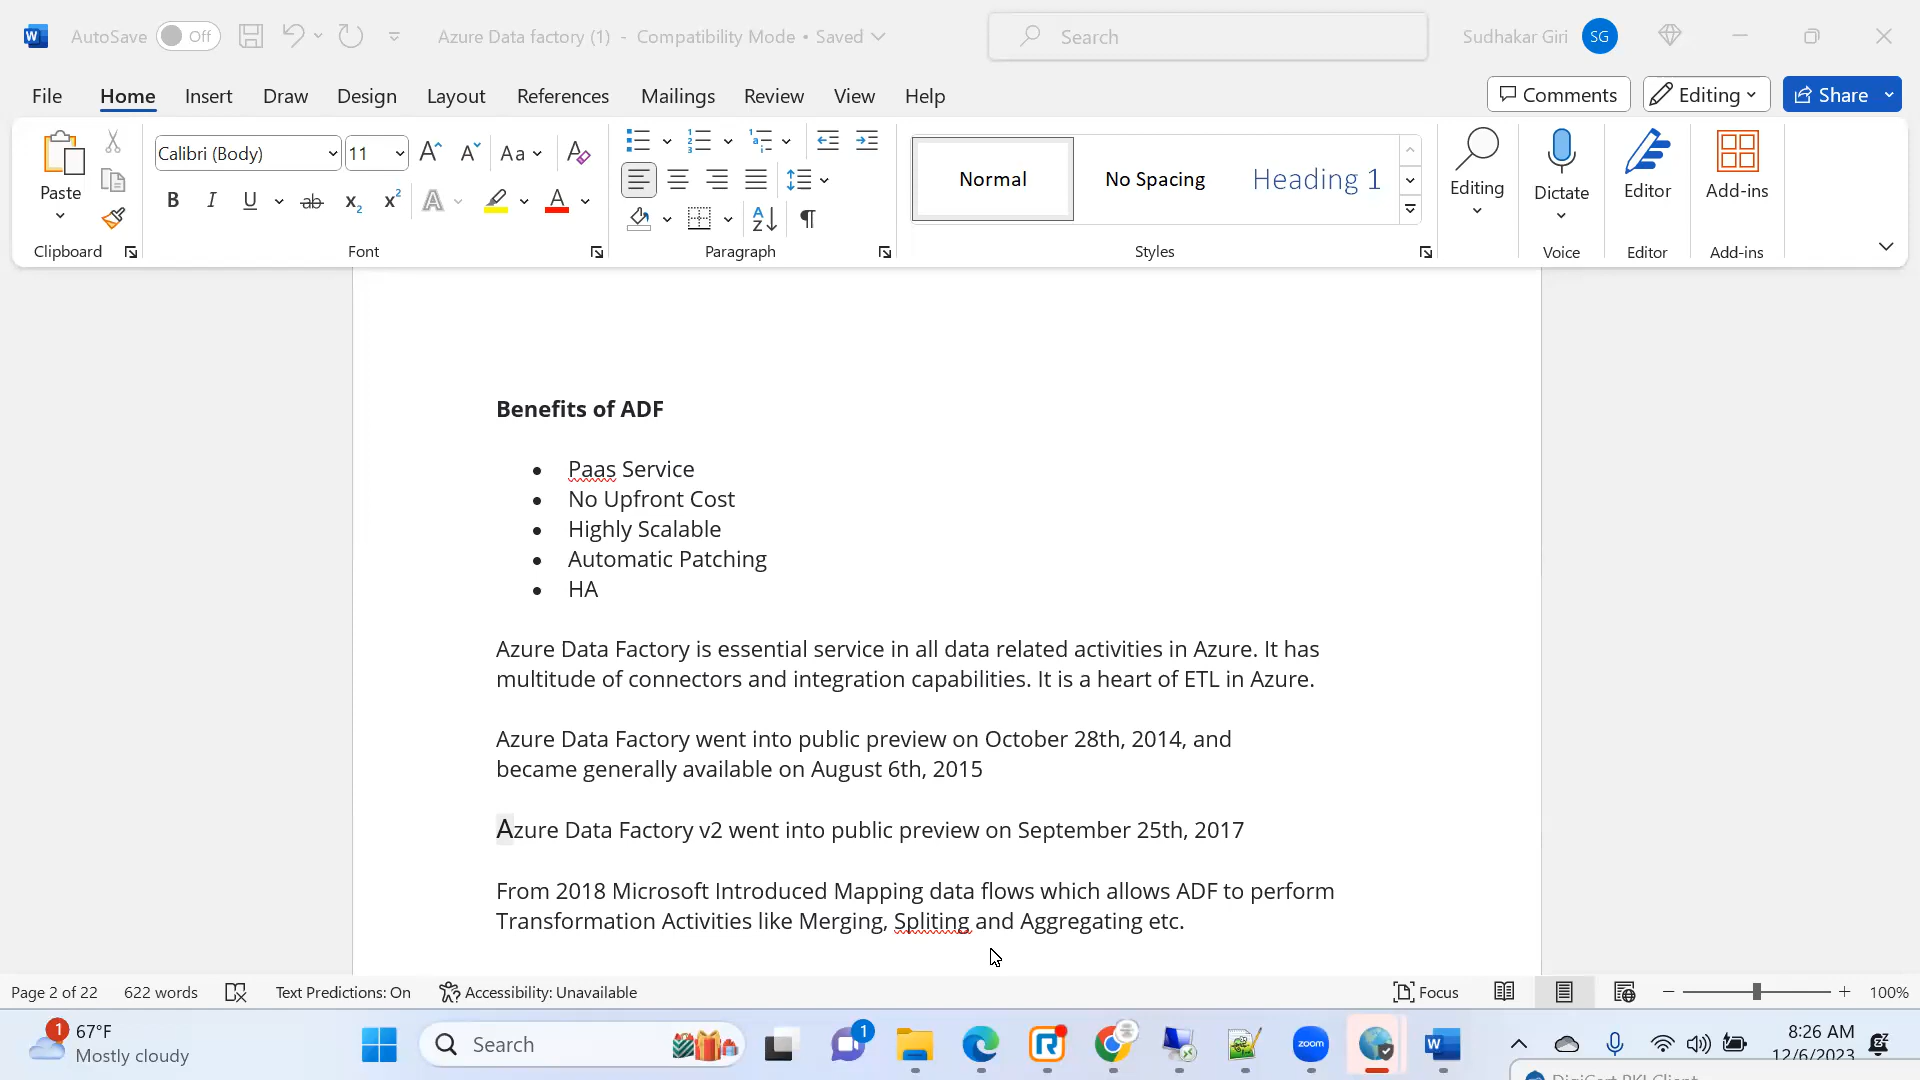 AutoSave Off Azure Data factory (1) - Compatibility Mode • Saved Search Sudhakar Giri SG
File Home Insert Draw Design Layout References Mailings Review View Help Comments Editing Share
Paste Calibri (Body) 11 Aa Normal No Spacing Heading 1 Editing Dictate Editor Add-ins
Clipboard Font Paragraph Styles Voice Editor Add-ins
Benefits of ADF
• Paas Service
• No Upfront Cost
• Highly Scalable
• Automatic Patching
• HA
Azure Data Factory is essential service in all data related activities in Azure. It has
multitude of connectors and integration capabilities. It is a heart of ETL in Azure.
Azure Data Factory went into public preview on October 28th, 2014, and
became generally available on August 6th, 2015
Azure Data Factory v2 went into public preview on September 25th, 2017
From 2018 Microsoft Introduced Mapping data flows which allows ADF to perform
Transformation Activities like Merging, Spliting and Aggregating etc.
Page 2 of 22 622 words Text Predictions: On Accessibility: Unavailable Focus 100%
1 67°F Search 1 zoom 8:26 AM
Mostly cloudy 12/6/2023